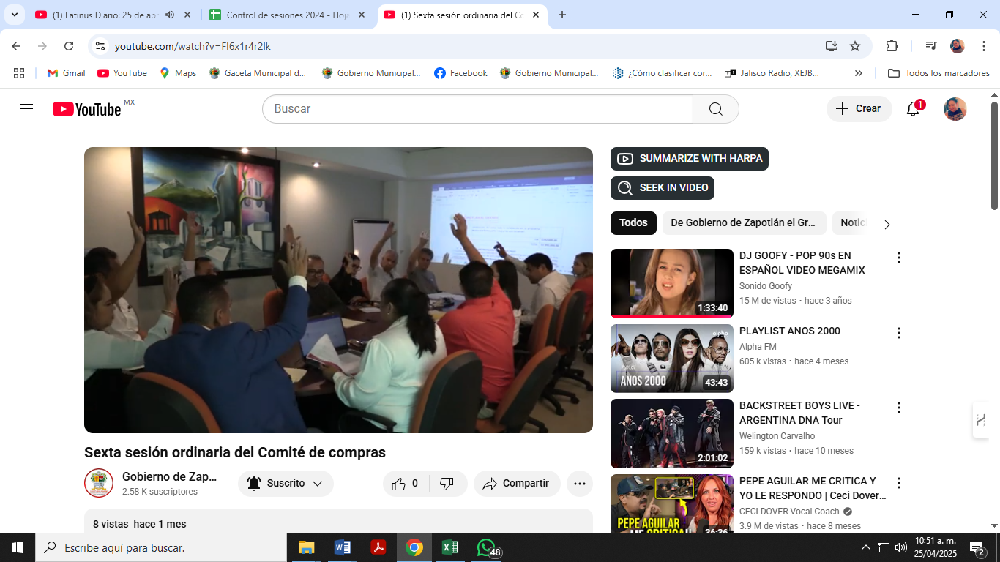 (1) Latinus Diario: 25 de abr
Control de sesiones 2024 - Hoja
(1) Sexta sesión ordinaria del Co
youtube.com/watch?v=FI6x1r4r2Ik
Gmail
YouTube
Maps
Gaceta Municipal d...
Gobierno Municipal...
Facebook
Gobierno Municipal...
¿Cómo clasificar cor...
Jalisco Radio, XEJB...
Todos los marcadores
YouTube MX
Buscar
Crear
1
SUMMARIZE WITH HARPA
SEEK IN VIDEO
Todos
De Gobierno de Zapotlán el Gr...
Notic
DJ GOOFY - POP 90s EN
ESPAÑOL VIDEO MEGAMIX
Sonido Goofy
15 M de vistas • hace 3 años
1:33:40
PLAYLIST ANOS 2000
Alpha FM
605 k vistas • hace 4 meses
alpha
ANOS 2000
43:43
BACKSTREET BOYS LIVE -
ARGENTINA DNA Tour
Welington Carvalho
159 k vistas • hace 10 meses
2:01:02
PEPE AGUILAR ME CRITICA Y
YO LE RESPONDO | Ceci Dover...
CECI DOVER Vocal Coach
3.9 M de vistas • hace 8 meses
PEPE AGUILAR
ME CRITICA!
36:36
Sexta sesión ordinaria del Comité de compras
Gobierno de Zap...
2.58 K suscriptores
Suscrito
0
Compartir
8 vistas hace 1 mes
Escribe aquí para buscar.
48
10:51 a. m.
25/04/2025
2